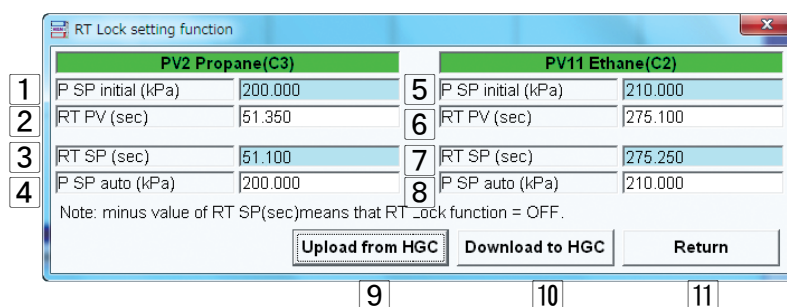 RT Lock setting function
PV2 Propane(C3) PV11 Ethane(C2)
1 P SP initial (kPa) 200.000 5 P SP initial (kPa) 210.000
2 RT PV (sec) 51.350 6 RT PV (sec) 275.100
3 RT SP (sec) 51.100 7 RT SP (sec) 275.250
4 P SP auto (kPa) 200.000 8 P SP auto (kPa) 210.000
Note: minus value of RT SP(sec)means that RT Lock function = OFF.
Upload from HGC Download to HGC Return
9 10 11